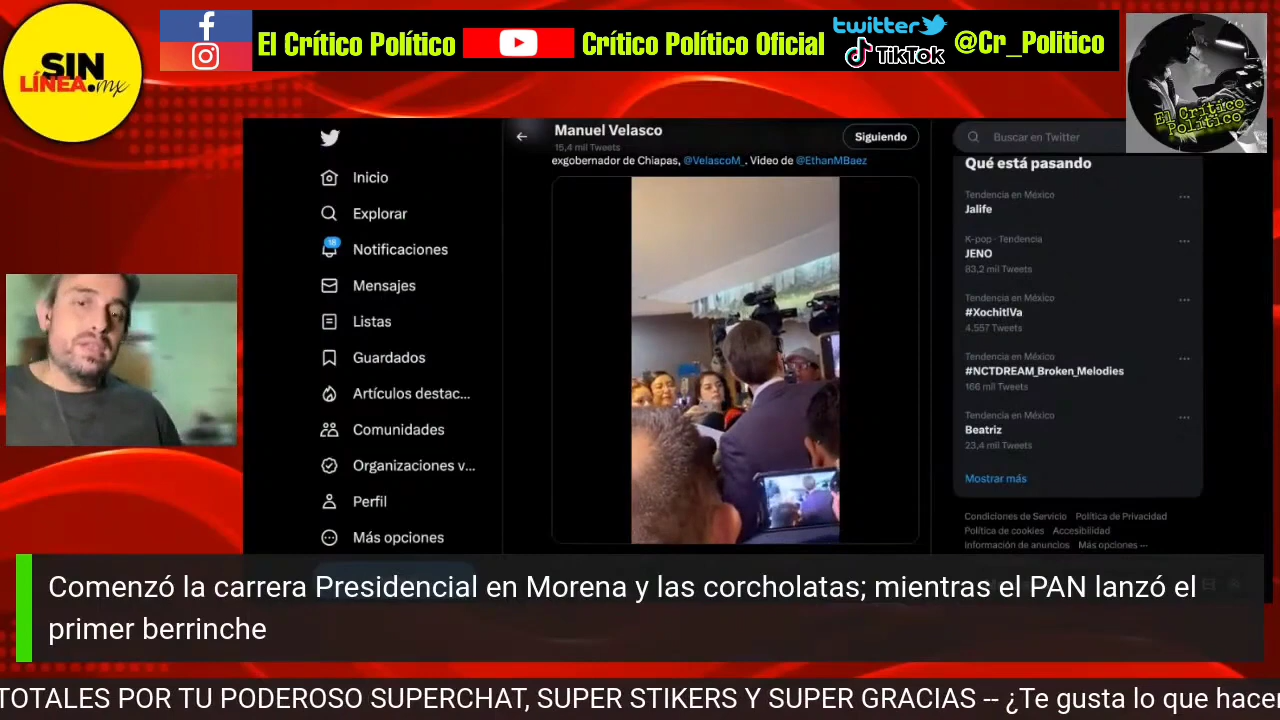 SIN
LÍNEA.mx
El Crítico Político
Crítico Político Oficial
twitter
TikTok
@Cr_Politico
El Crítico
Político
Manuel Velasco
15,4 mil Tweets
Siguiendo
exgobernador de Chiapas, @VelascoM_. Video de @EthanMBaez
Inicio
Explorar
18
Notificaciones
Mensajes
Listas
Guardados
Artículos destac...
Comunidades
Organizaciones v...
Perfil
Más opciones
Buscar en Twitter
Qué está pasando
Tendencia en México
Jalife
K-pop · Tendencia
JENO
83,2 mil Tweets
Tendencia en México
#XochitlVa
4.557 Tweets
Tendencia en México
#NCTDREAM_Broken_Melodies
166 mil Tweets
Tendencia en México
Beatriz
23,4 mil Tweets
Mostrar más
Condiciones de Servicio Política de Privacidad
Política de cookies Accesibilidad
Información de anuncios Más opciones ···
Comenzó la carrera Presidencial en Morena y las corcholatas; mientras el PAN lanzó el
primer berrinche
TOTALES POR TU PODEROSO SUPERCHAT, SUPER STIKERS Y SUPER GRACIAS -- ¿Te gusta lo que hacen